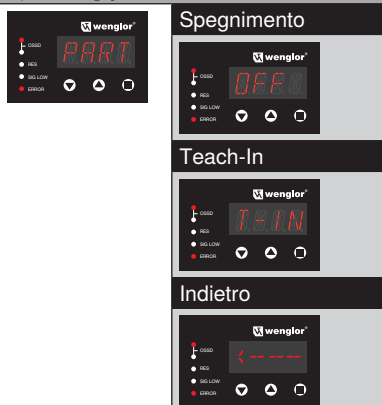 wenglor®
PART
OSSD
RES
SIG LOW
ERROR
Spegnimento
wenglor®
OFF
OSSD
RES
SIG LOW
ERROR
Teach-In
wenglor®
T-IN
OSSD
RES
SIG LOW
ERROR
Indietro
wenglor®
<----
OSSD
RES
SIG LOW
ERROR